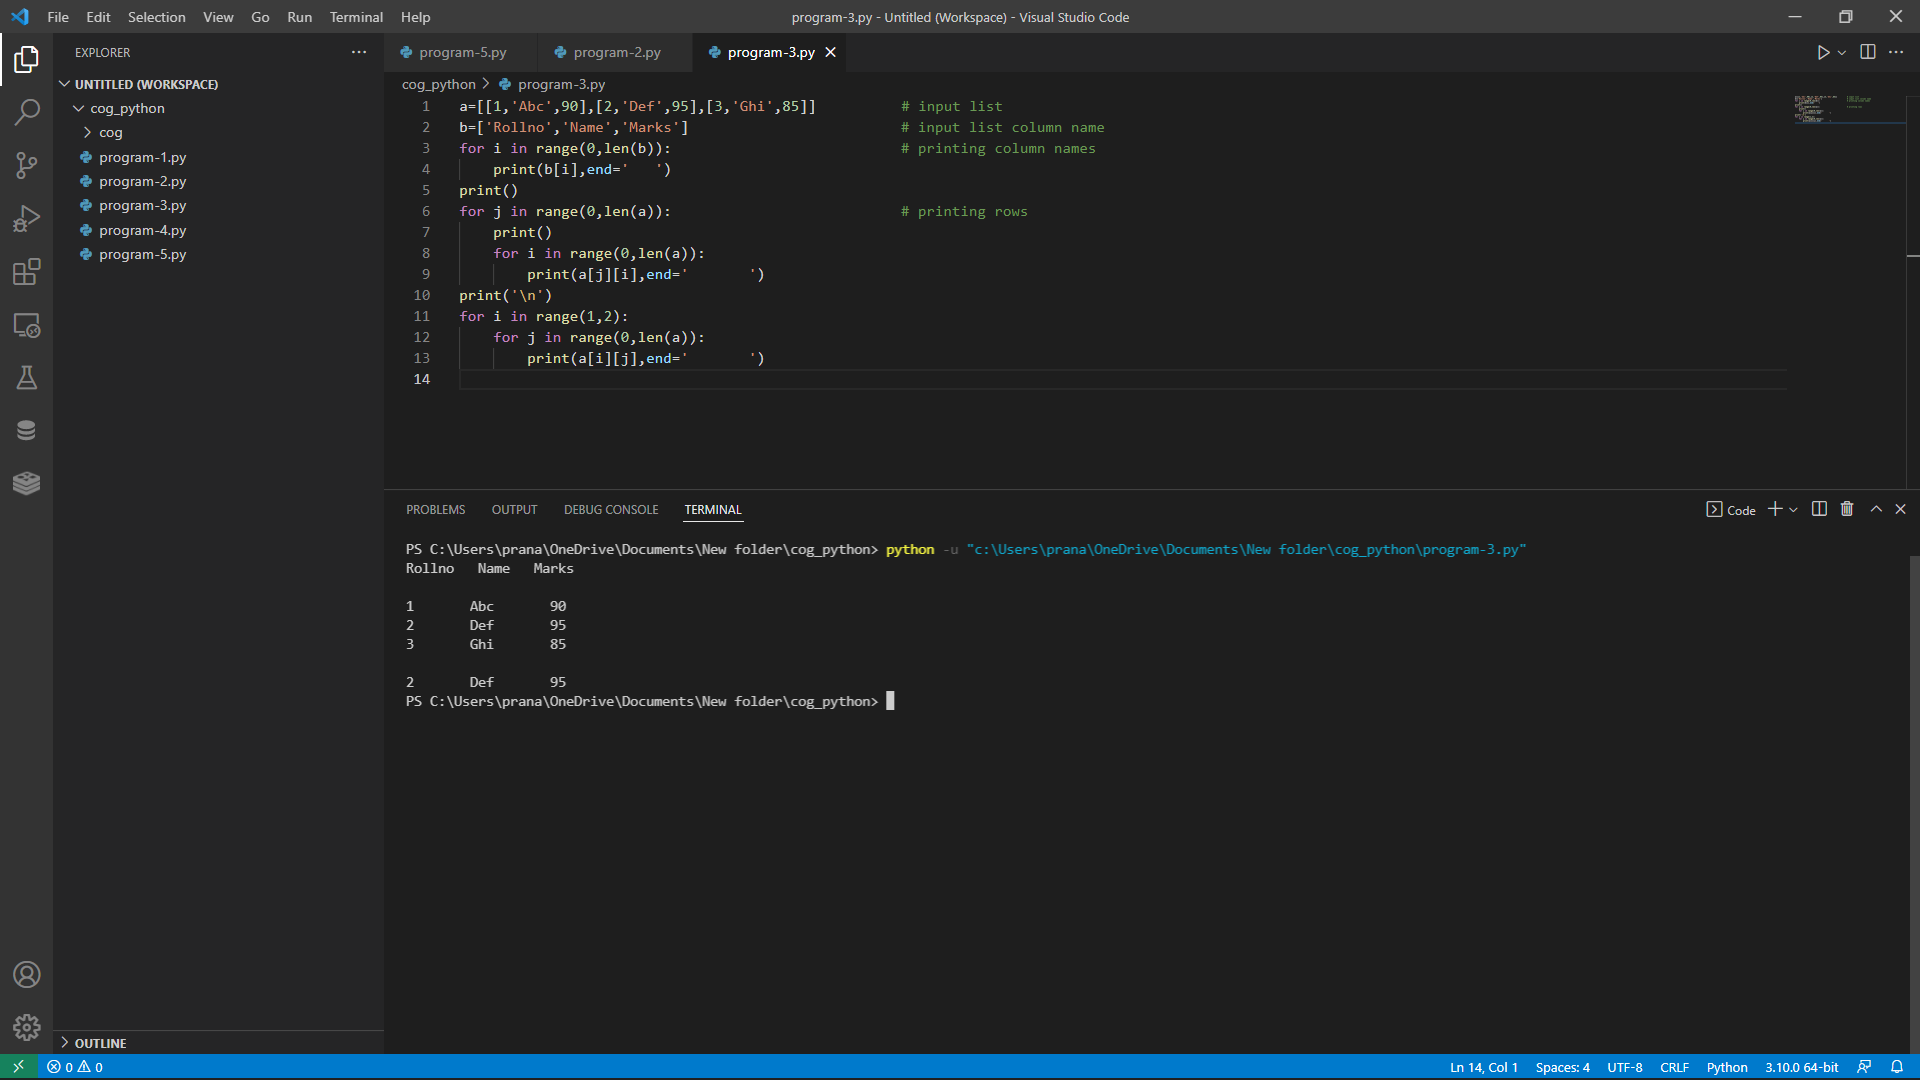 File Edit Selection View Go Run Terminal Help
program-3.py - Untitled (Workspace) - Visual Studio Code
EXPLORER
UNTITLED (WORKSPACE)
cog_python
cog
program-1.py
program-2.py
program-3.py
program-4.py
program-5.py
OUTLINE
program-5.py program-2.py program-3.py
cog_python > program-3.py
1 a=[[1,'Abc',90],[2,'Def',95],[3,'Ghi',85]]          # input list
2 b=['Rollno','Name','Marks']                         # input list column name
3 for i in range(0,len(b)):                           # printing column names
4     print(b[i],end='   ')
5 print()
6 for j in range(0,len(a)):                           # printing rows
7     print()
8     for i in range(0,len(a)):
9         print(a[j][i],end='       ')
10 print('\n')
11 for i in range(1,2):
12     for j in range(0,len(a)):
13         print(a[i][j],end='       ')
14
PROBLEMS OUTPUT DEBUG CONSOLE TERMINAL
Code
PS C:\Users\prana\OneDrive\Documents\New folder\cog_python> python -u "c:\Users\prana\OneDrive\Documents\New folder\cog_python\program-3.py"
Rollno   Name   Marks
1       Abc       90
2       Def       95
3       Ghi       85
2       Def       95
PS C:\Users\prana\OneDrive\Documents\New folder\cog_python>
0 0 Ln 14, Col 1 Spaces: 4 UTF-8 CRLF Python 3.10.0 64-bit